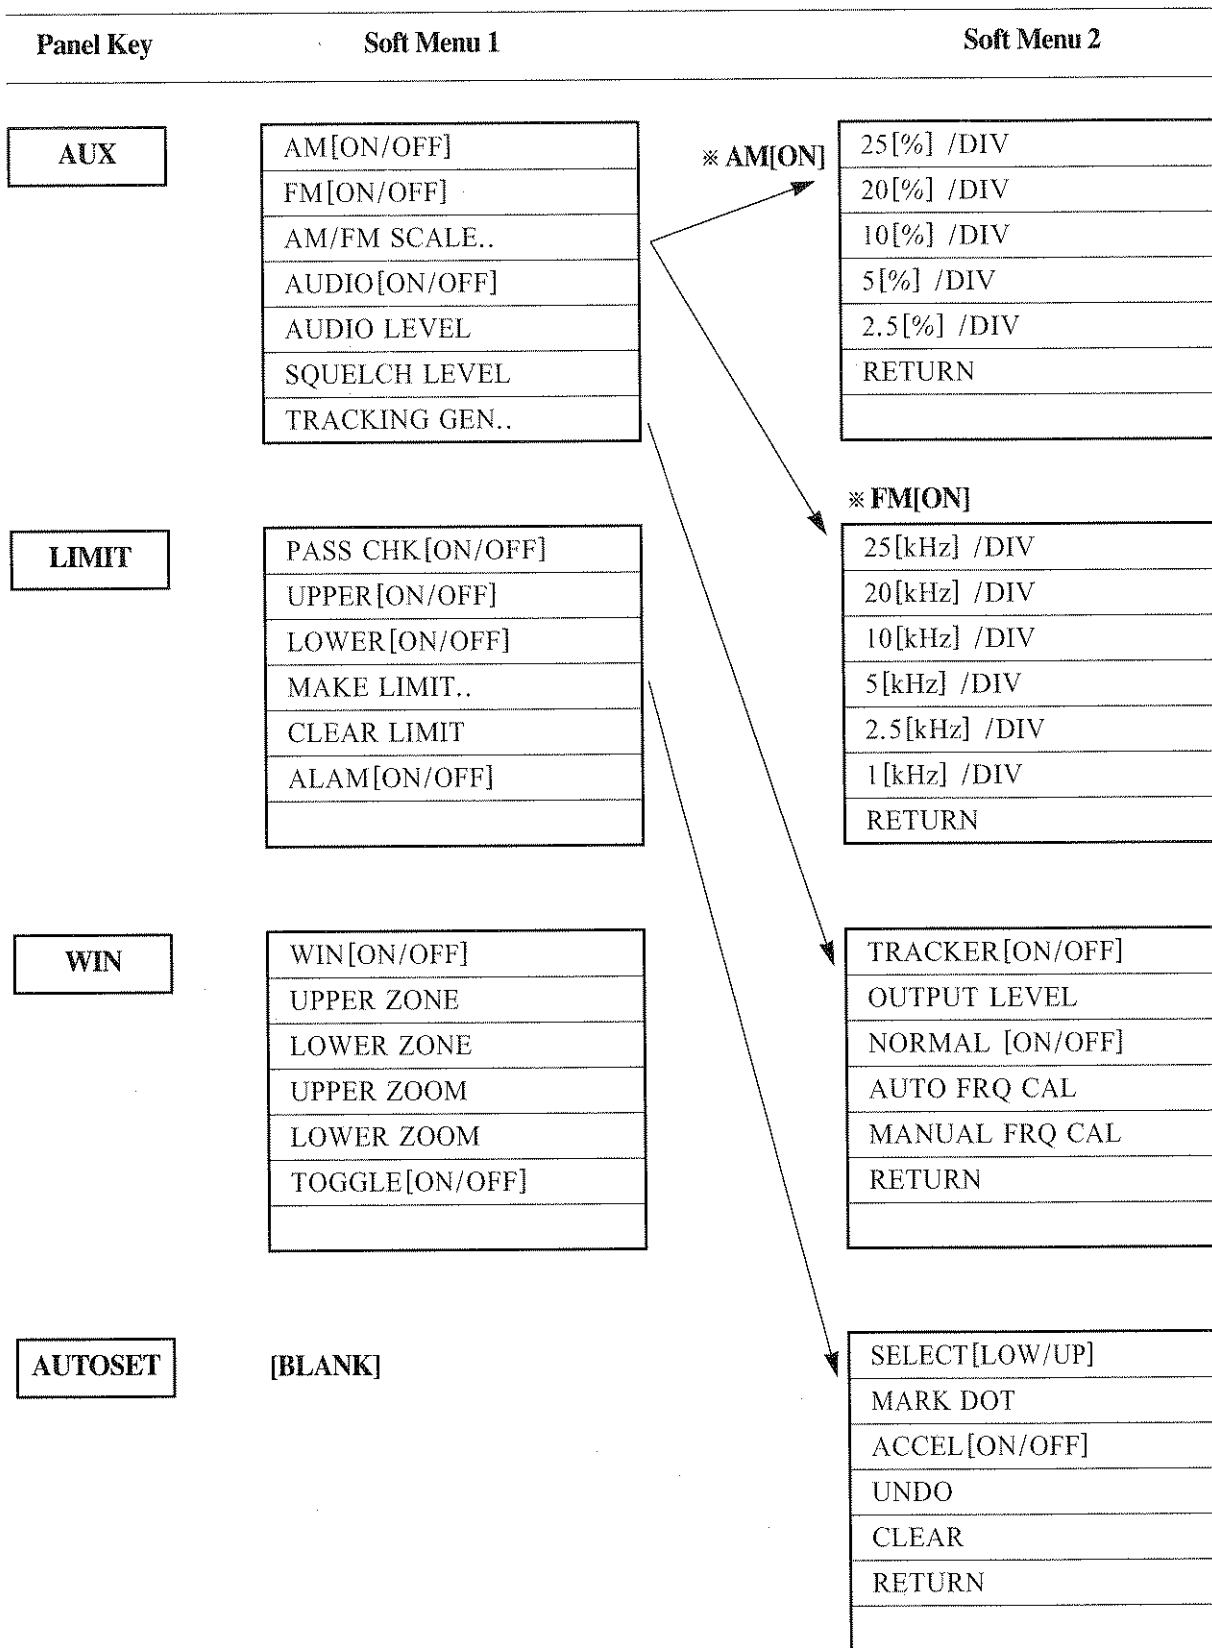 Panel Key Soft Menu 1 Soft Menu 2
AUX
AM[ON/OFF]
FM[ON/OFF]
AM/FM SCALE..
AUDIO[ON/OFF]
AUDIO LEVEL
SQUELCH LEVEL
TRACKING GEN..
※ AM[ON]
25[%] /DIV
20[%] /DIV
10[%] /DIV
5[%] /DIV
2.5[%] /DIV
RETURN
※ FM[ON]
25[kHz] /DIV
20[kHz] /DIV
10[kHz] /DIV
5[kHz] /DIV
2.5[kHz] /DIV
1[kHz] /DIV
RETURN
LIMIT
PASS CHK[ON/OFF]
UPPER[ON/OFF]
LOWER[ON/OFF]
MAKE LIMIT..
CLEAR LIMIT
ALAM[ON/OFF]
WIN
WIN[ON/OFF]
UPPER ZONE
LOWER ZONE
UPPER ZOOM
LOWER ZOOM
TOGGLE[ON/OFF]
TRACKER[ON/OFF]
OUTPUT LEVEL
NORMAL [ON/OFF]
AUTO FRQ CAL
MANUAL FRQ CAL
RETURN
AUTOSET
[BLANK]
SELECT[LOW/UP]
MARK DOT
ACCEL[ON/OFF]
UNDO
CLEAR
RETURN